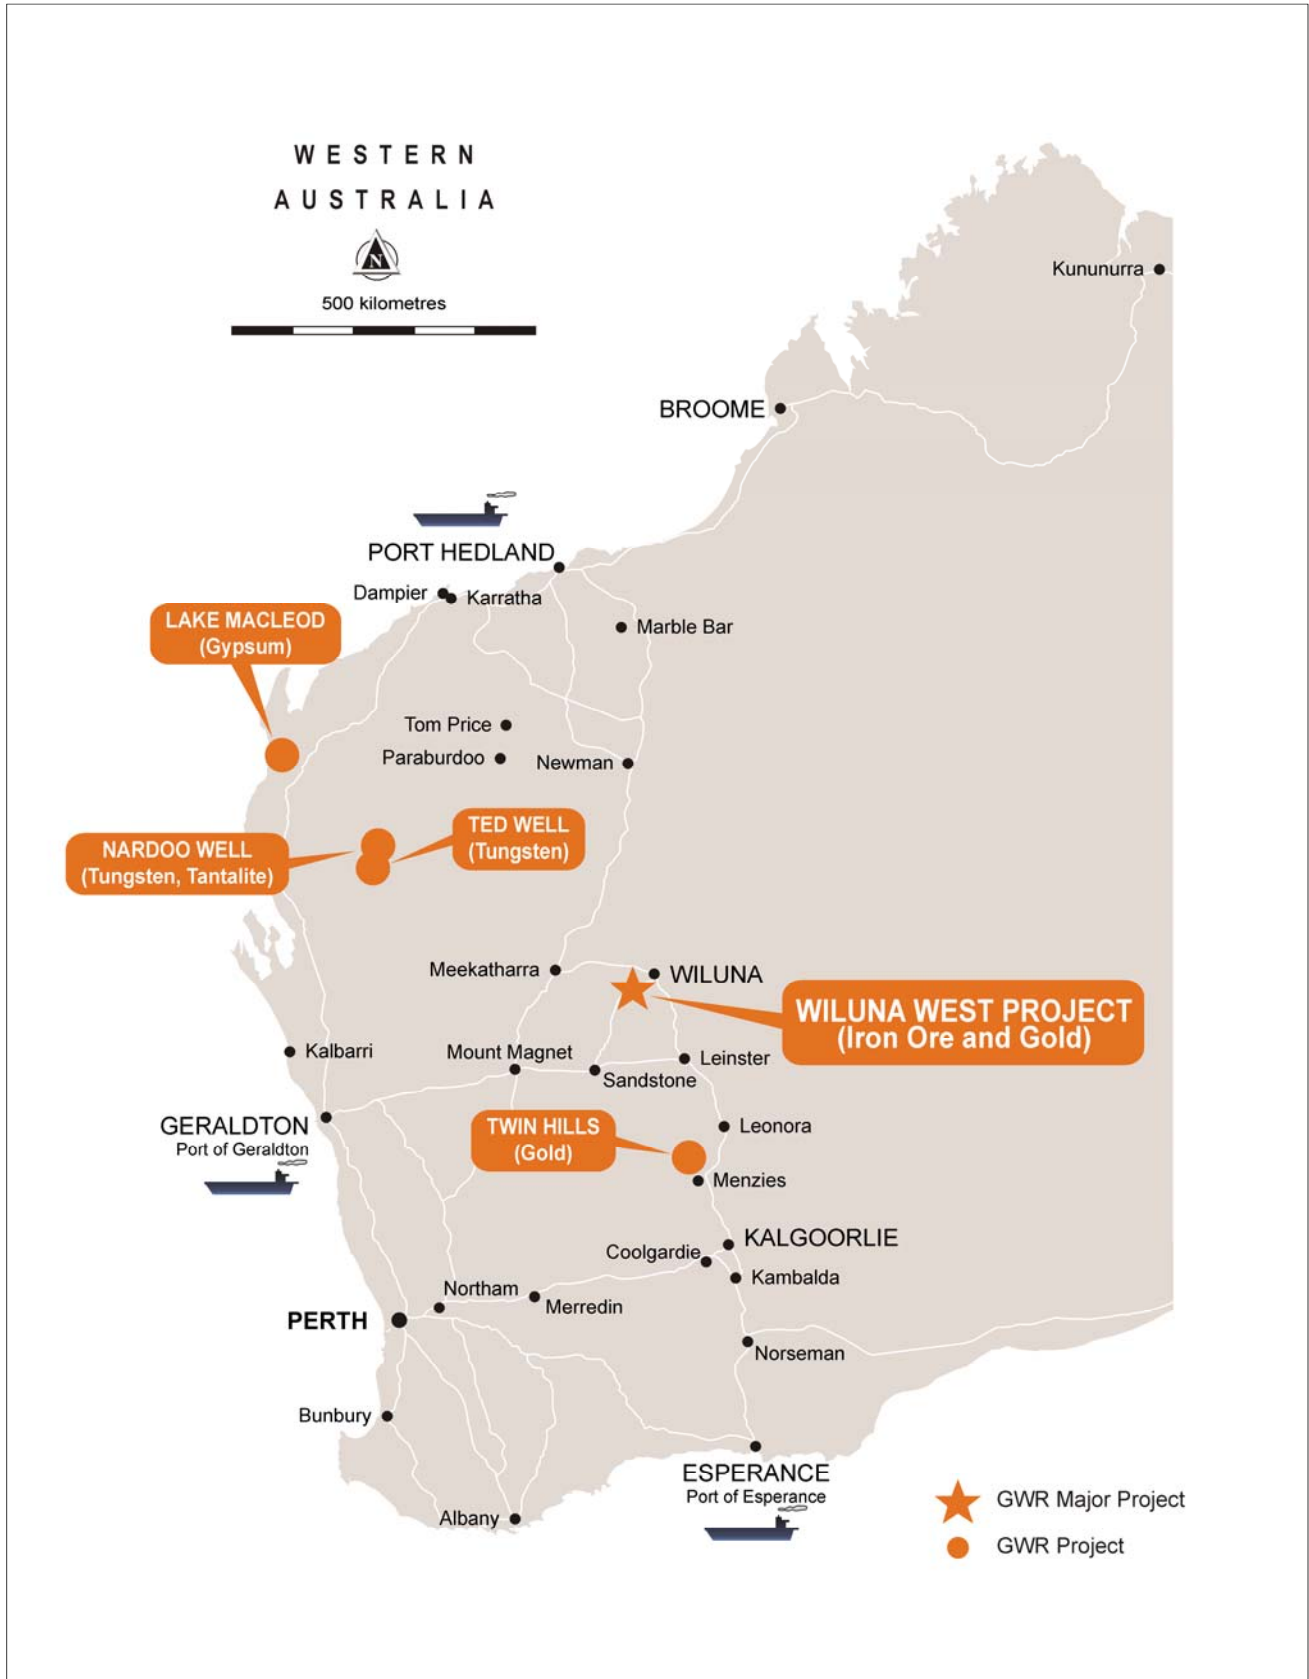 WESTERN
AUSTRALIA
N
500 kilometres
Kununurra
BROOME
PORT HEDLAND
Dampier
Karratha
LAKE MACLEOD
(Gypsum)
Marble Bar
Tom Price
Paraburdoo
Newman
TED WELL
(Tungsten)
NARDOO WELL
(Tungsten, Tantalite)
Meekatharra
WILUNA
WILUNA WEST PROJECT
(Iron Ore and Gold)
Kalbarri
Mount Magnet
Leinster
Sandstone
GERALDTON
Port of Geraldton
TWIN HILLS
(Gold)
Leonora
Menzies
KALGOORLIE
Coolgardie
Kambalda
Northam
Merredin
PERTH
Norseman
Bunbury
ESPERANCE
Port of Esperance
Albany
GWR Major Project
GWR Project